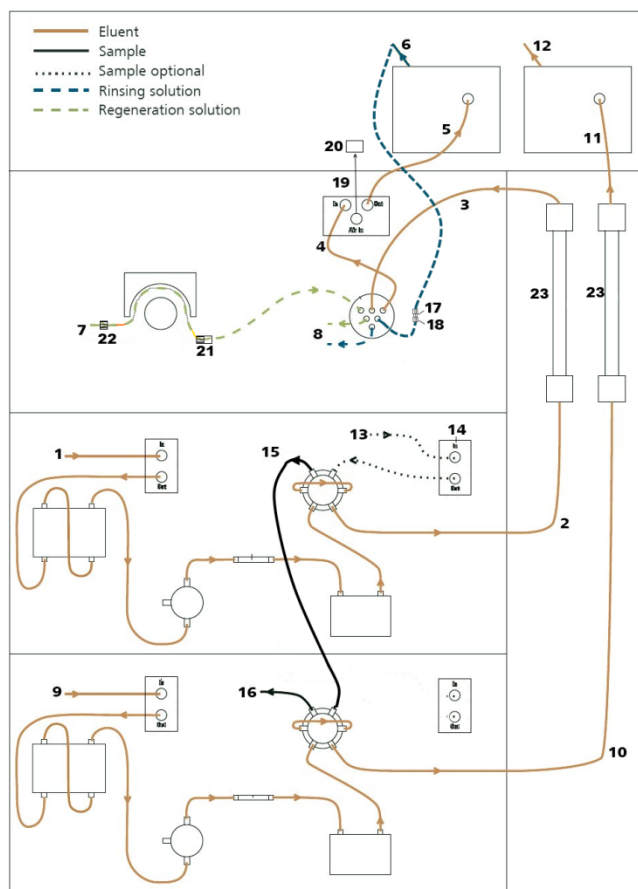 Eluent
Sample
Sample optional
Rinsing solution
Regeneration solution
6
12
5
11
20
19
In
Out
Air In
3
4
23
23
17
18
7
22
21
8
1
In
Out
15
13
14
In
Out
2
9
In
Out
16
In
Out
10